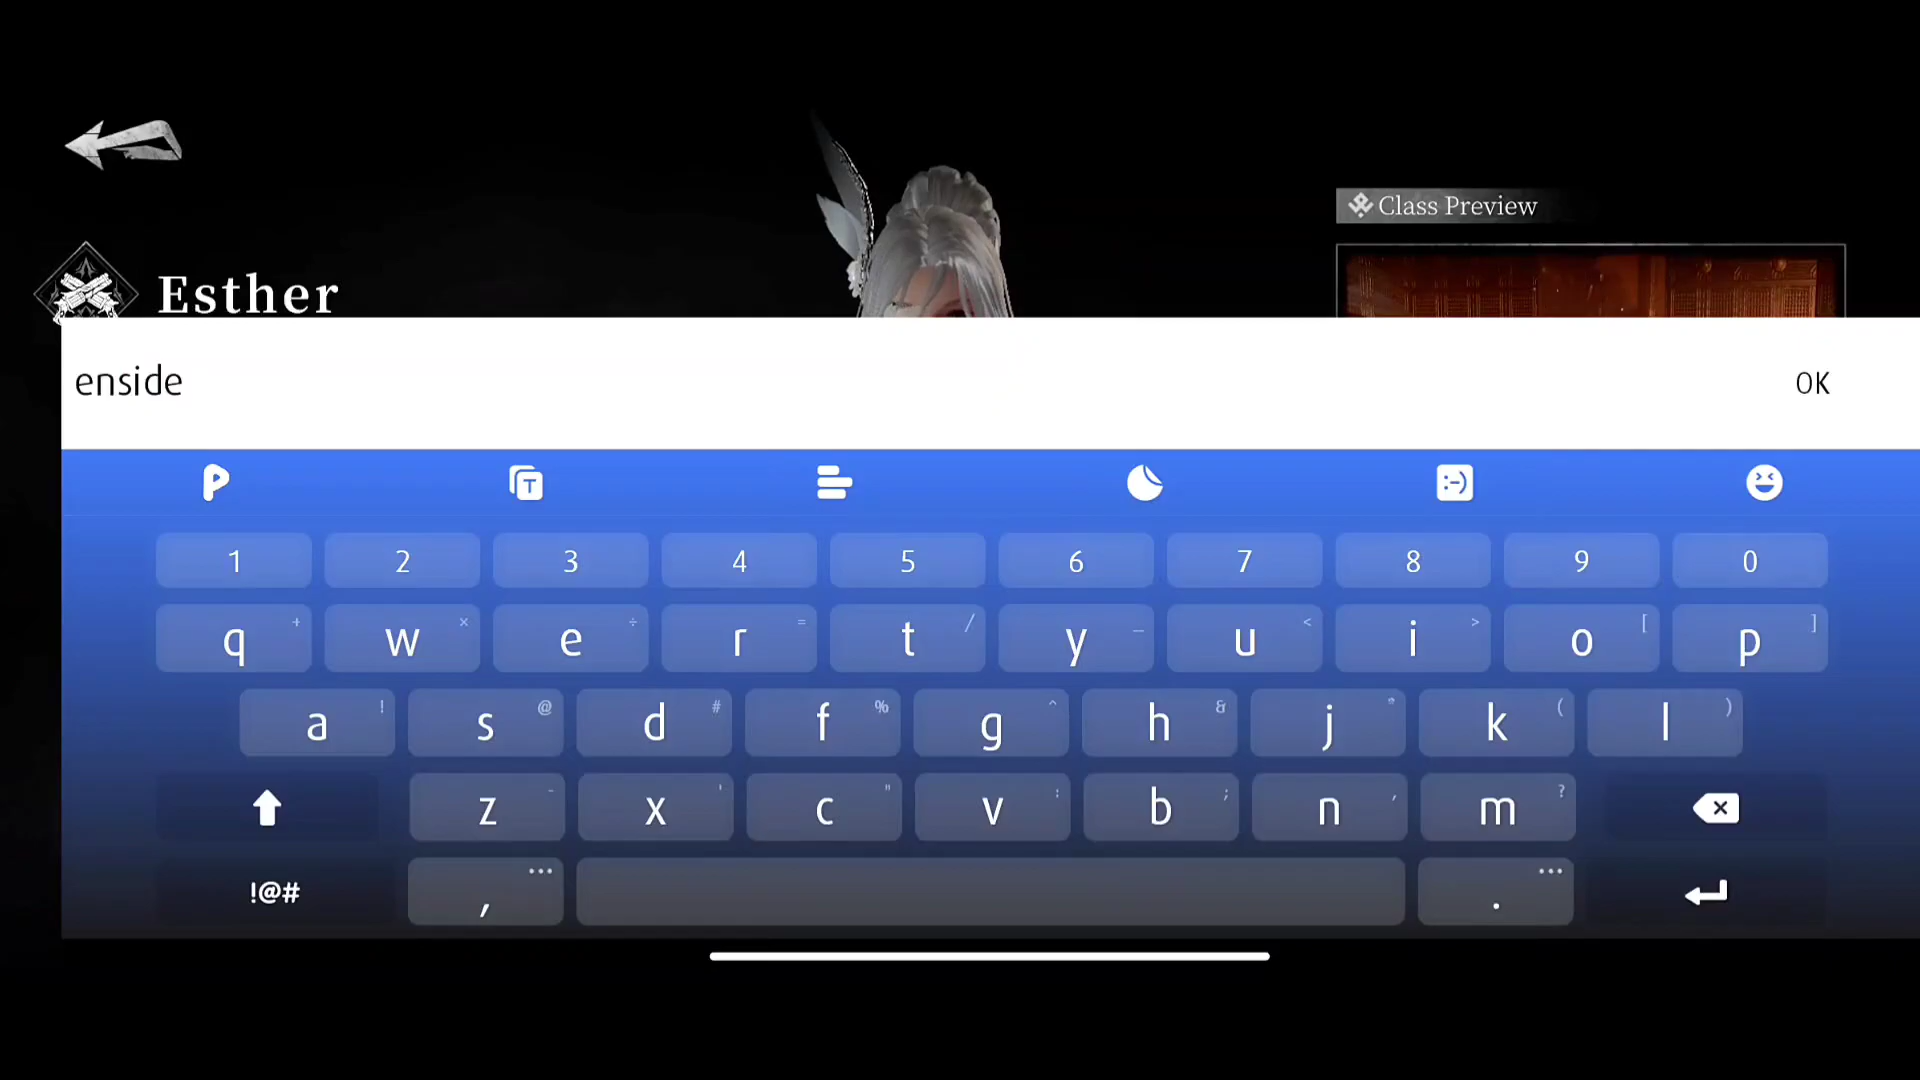 Class Preview
Esther
enside
OK
T
:-)
1 2 3 4 5 6 7 8 9 0
q + w × e ÷ r = t / y _ u < i > o [ p ]
a ! s @ d # f % g ^ h & j * k ( l )
z - x ' c " v : b ; n , m ?
!@# , ... . ...